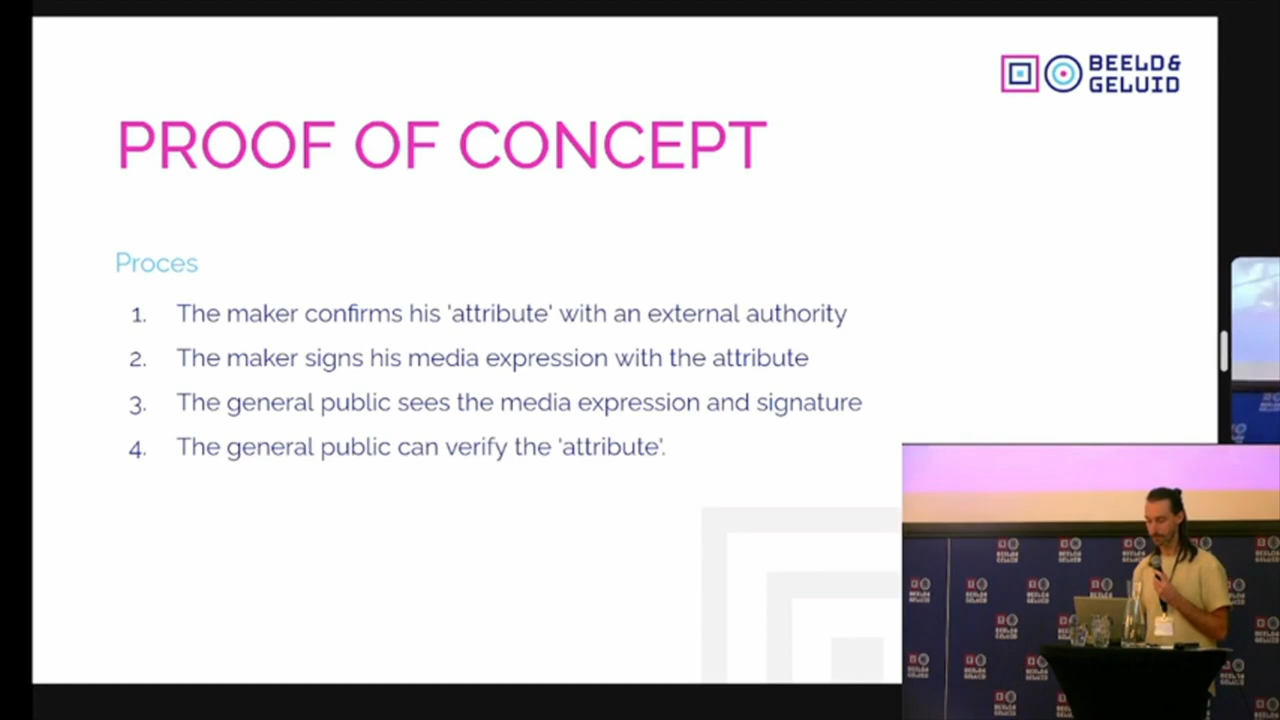 BEELD&
GELUID
PROOF OF CONCEPT
Proces
1. The maker confirms his 'attribute' with an external authority
2. The maker signs his media expression with the attribute
3. The general public sees the media expression and signature
4. The general public can verify the 'attribute'.